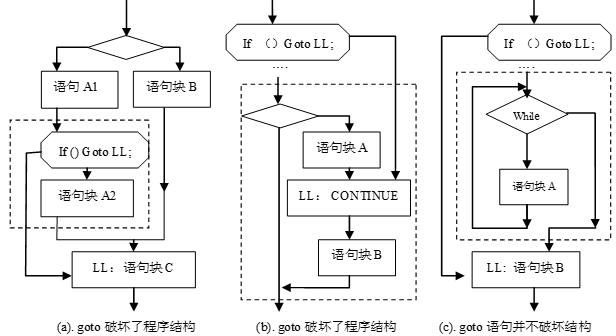 语句 A1
语句块 B
If () Goto LL;
语句块 A2
LL：语句块 C
(a). goto 破坏了程序结构
If （）Goto LL;
....
语句块 A
LL： CONTINUE
语句块 B
(b). goto 破坏了程序结构
If （）Goto LL;
....
While
语句块 A
LL: 语句块 B
(c). goto 语句并不破坏结构